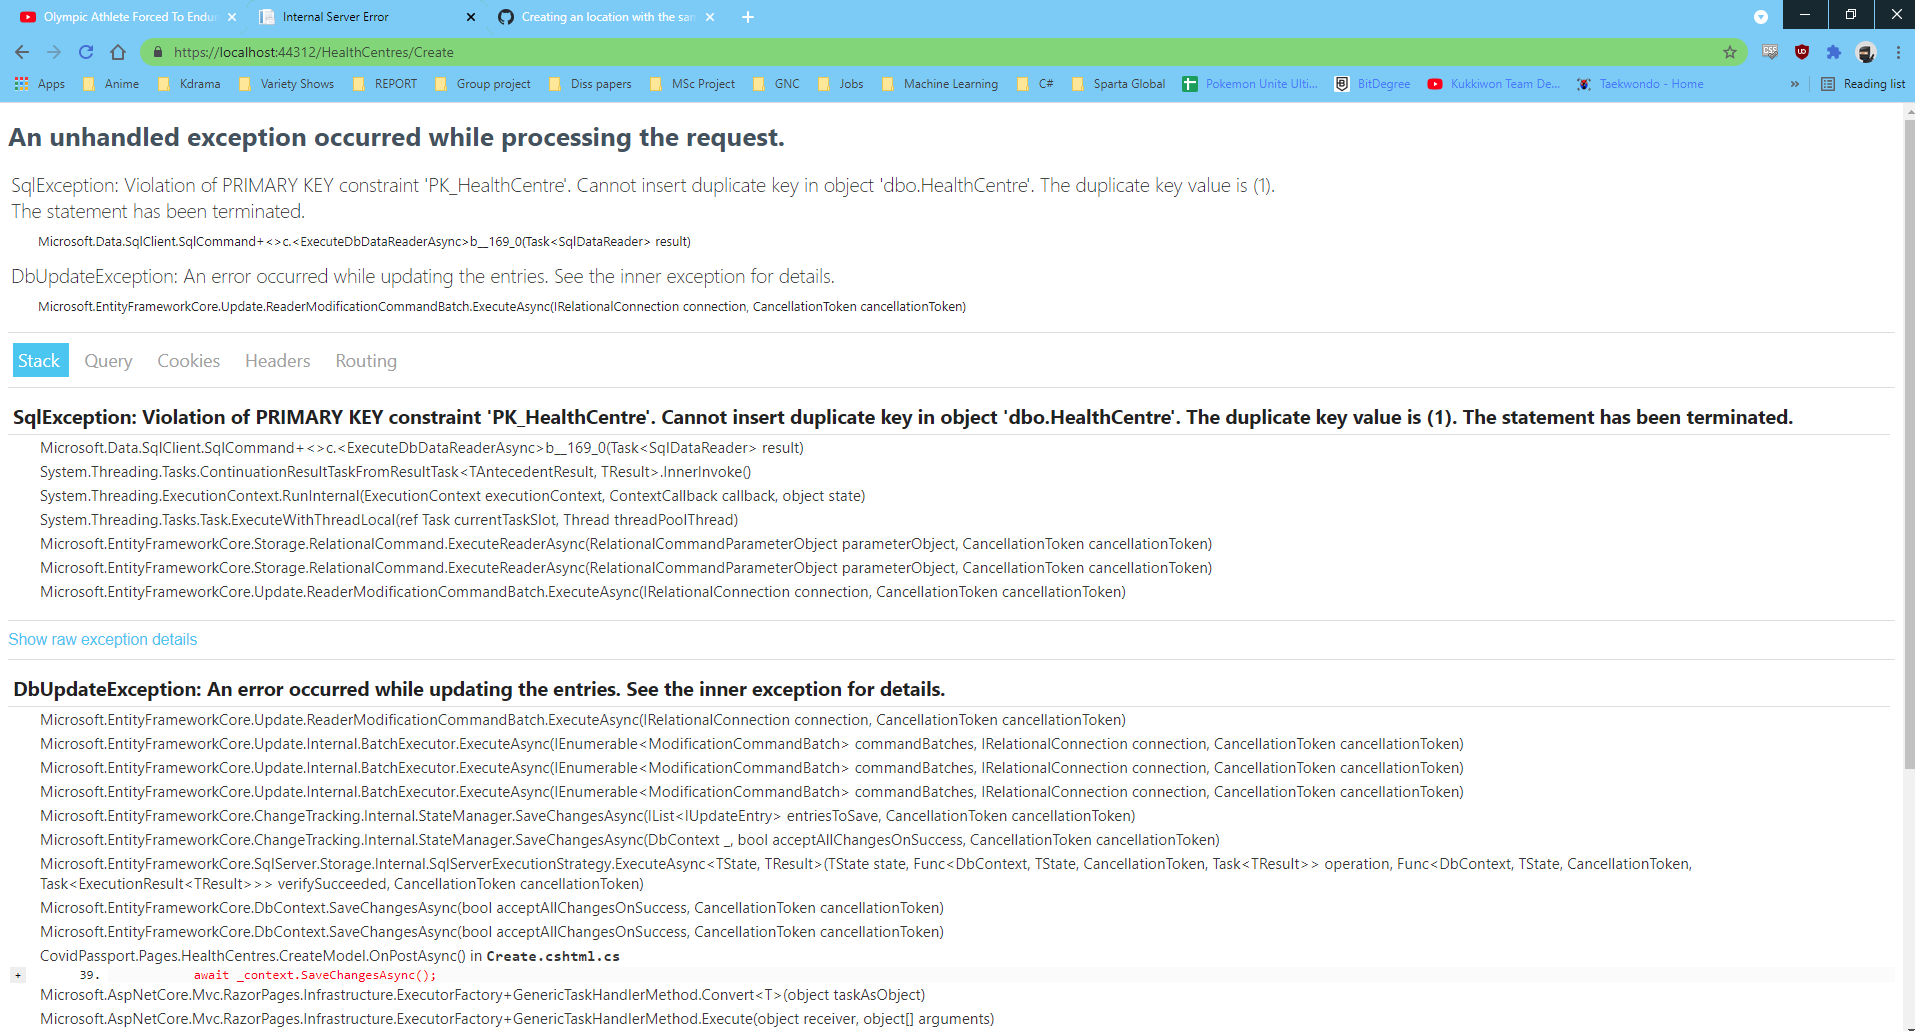 Olympic Athlete Forced To Endu
Internal Server Error
Creating an location with the sam
https://localhost:44312/HealthCentres/Create
Apps Anime Kdrama Variety Shows REPORT Group project Diss papers MSc Project GNC Jobs Machine Learning C# Sparta Global Pokemon Unite Ulti... BitDegree Kukkiwon Team De... Taekwondo - Home » Reading list
An unhandled exception occurred while processing the request.
SqlException: Violation of PRIMARY KEY constraint 'PK_HealthCentre'. Cannot insert duplicate key in object 'dbo.HealthCentre'. The duplicate key value is (1).
The statement has been terminated.
Microsoft.Data.SqlClient.SqlCommand+<>c.<ExecuteDbDataReaderAsync>b__169_0(Task<SqlDataReader> result)
DbUpdateException: An error occurred while updating the entries. See the inner exception for details.
Microsoft.EntityFrameworkCore.Update.ReaderModificationCommandBatch.ExecuteAsync(IRelationalConnection connection, CancellationToken cancellationToken)
Stack Query Cookies Headers Routing
SqlException: Violation of PRIMARY KEY constraint 'PK_HealthCentre'. Cannot insert duplicate key in object 'dbo.HealthCentre'. The duplicate key value is (1). The statement has been terminated.
Microsoft.Data.SqlClient.SqlCommand+<>c.<ExecuteDbDataReaderAsync>b__169_0(Task<SqlDataReader> result)
System.Threading.Tasks.ContinuationResultTaskFromResultTask<TAntecedentResult, TResult>.InnerInvoke()
System.Threading.ExecutionContext.RunInternal(ExecutionContext executionContext, ContextCallback callback, object state)
System.Threading.Tasks.Task.ExecuteWithThreadLocal(ref Task currentTaskSlot, Thread threadPoolThread)
Microsoft.EntityFrameworkCore.Storage.RelationalCommand.ExecuteReaderAsync(RelationalCommandParameterObject parameterObject, CancellationToken cancellationToken)
Microsoft.EntityFrameworkCore.Storage.RelationalCommand.ExecuteReaderAsync(RelationalCommandParameterObject parameterObject, CancellationToken cancellationToken)
Microsoft.EntityFrameworkCore.Update.ReaderModificationCommandBatch.ExecuteAsync(IRelationalConnection connection, CancellationToken cancellationToken)
Show raw exception details
DbUpdateException: An error occurred while updating the entries. See the inner exception for details.
Microsoft.EntityFrameworkCore.Update.ReaderModificationCommandBatch.ExecuteAsync(IRelationalConnection connection, CancellationToken cancellationToken)
Microsoft.EntityFrameworkCore.Update.Internal.BatchExecutor.ExecuteAsync(IEnumerable<ModificationCommandBatch> commandBatches, IRelationalConnection connection, CancellationToken cancellationToken)
Microsoft.EntityFrameworkCore.Update.Internal.BatchExecutor.ExecuteAsync(IEnumerable<ModificationCommandBatch> commandBatches, IRelationalConnection connection, CancellationToken cancellationToken)
Microsoft.EntityFrameworkCore.Update.Internal.BatchExecutor.ExecuteAsync(IEnumerable<ModificationCommandBatch> commandBatches, IRelationalConnection connection, CancellationToken cancellationToken)
Microsoft.EntityFrameworkCore.ChangeTracking.Internal.StateManager.SaveChangesAsync(IList<IUpdateEntry> entriesToSave, CancellationToken cancellationToken)
Microsoft.EntityFrameworkCore.ChangeTracking.Internal.StateManager.SaveChangesAsync(DbContext _, bool acceptAllChangesOnSuccess, CancellationToken cancellationToken)
Microsoft.EntityFrameworkCore.SqlServer.Storage.Internal.SqlServerExecutionStrategy.ExecuteAsync<TState, TResult>(TState state, Func<DbContext, TState, CancellationToken, Task<TResult>> operation, Func<DbContext, TState, CancellationToken,
Task<ExecutionResult<TResult>>> verifySucceeded, CancellationToken cancellationToken)
Microsoft.EntityFrameworkCore.DbContext.SaveChangesAsync(bool acceptAllChangesOnSuccess, CancellationToken cancellationToken)
Microsoft.EntityFrameworkCore.DbContext.SaveChangesAsync(bool acceptAllChangesOnSuccess, CancellationToken cancellationToken)
CovidPassport.Pages.HealthCentres.CreateModel.OnPostAsync() in Create.cshtml.cs
+ 39. await _context.SaveChangesAsync();
Microsoft.AspNetCore.Mvc.RazorPages.Infrastructure.ExecutorFactory+GenericTaskHandlerMethod.Convert<T>(object taskAsObject)
Microsoft.AspNetCore.Mvc.RazorPages.Infrastructure.ExecutorFactory+GenericTaskHandlerMethod.Execute(object receiver, object[] arguments)